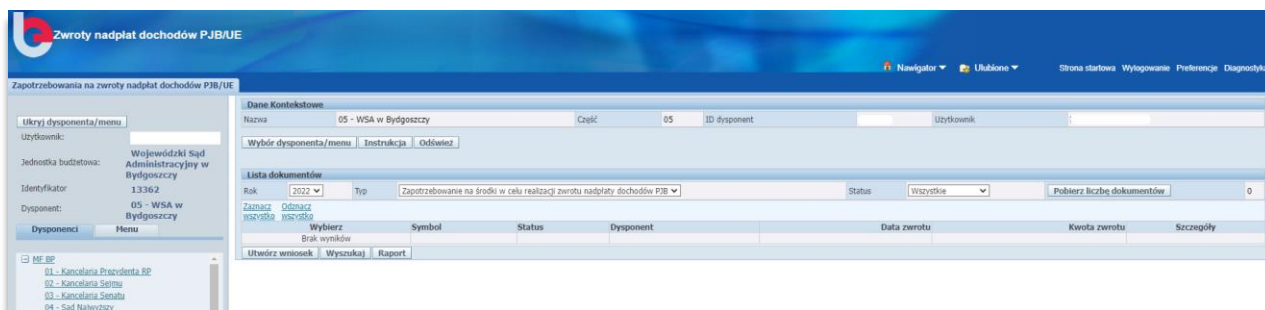 Zwroty nadpłat dochodów PJB/UE
Nawigator Ulubione Strona startowa Wylogowanie Preferencje Diagnostyka
Zapotrzebowania na zwroty nadpłat dochodów PJB/UE
Ukryj dysponenta/menu
Użytkownik:
Jednostka budżetowa: Wojewódzki Sąd
Administracyjny w
Bydgoszczy
Identyfikator 13362
Dysponent: 05 - WSA w
Bydgoszczy
Dysponenci Menu
MF BP
01 - Kancelaria Prezydenta RP
02 - Kancelaria Sejmu
03 - Kancelaria Senatu
04 - Sąd Najwyższy
Dane Kontekstowe
Nazwa 05 - WSA w Bydgoszczy Część 05 ID dysponent Użytkownik
Wybór dysponenta/menu Instrukcja Odśwież
Lista dokumentów
Rok 2022 Typ Zapotrzebowanie na środki w celu realizacji zwrotu nadpłaty dochodów PJB Status Wszystkie Pobierz liczbę dokumentów 0
Zaznacz Odznacz
wszystko wszystko
Wybierz Symbol Status Dysponent Data zwrotu Kwota zwrotu Szczegóły
Brak wyników
Utwórz wniosek Wyszukaj Raport